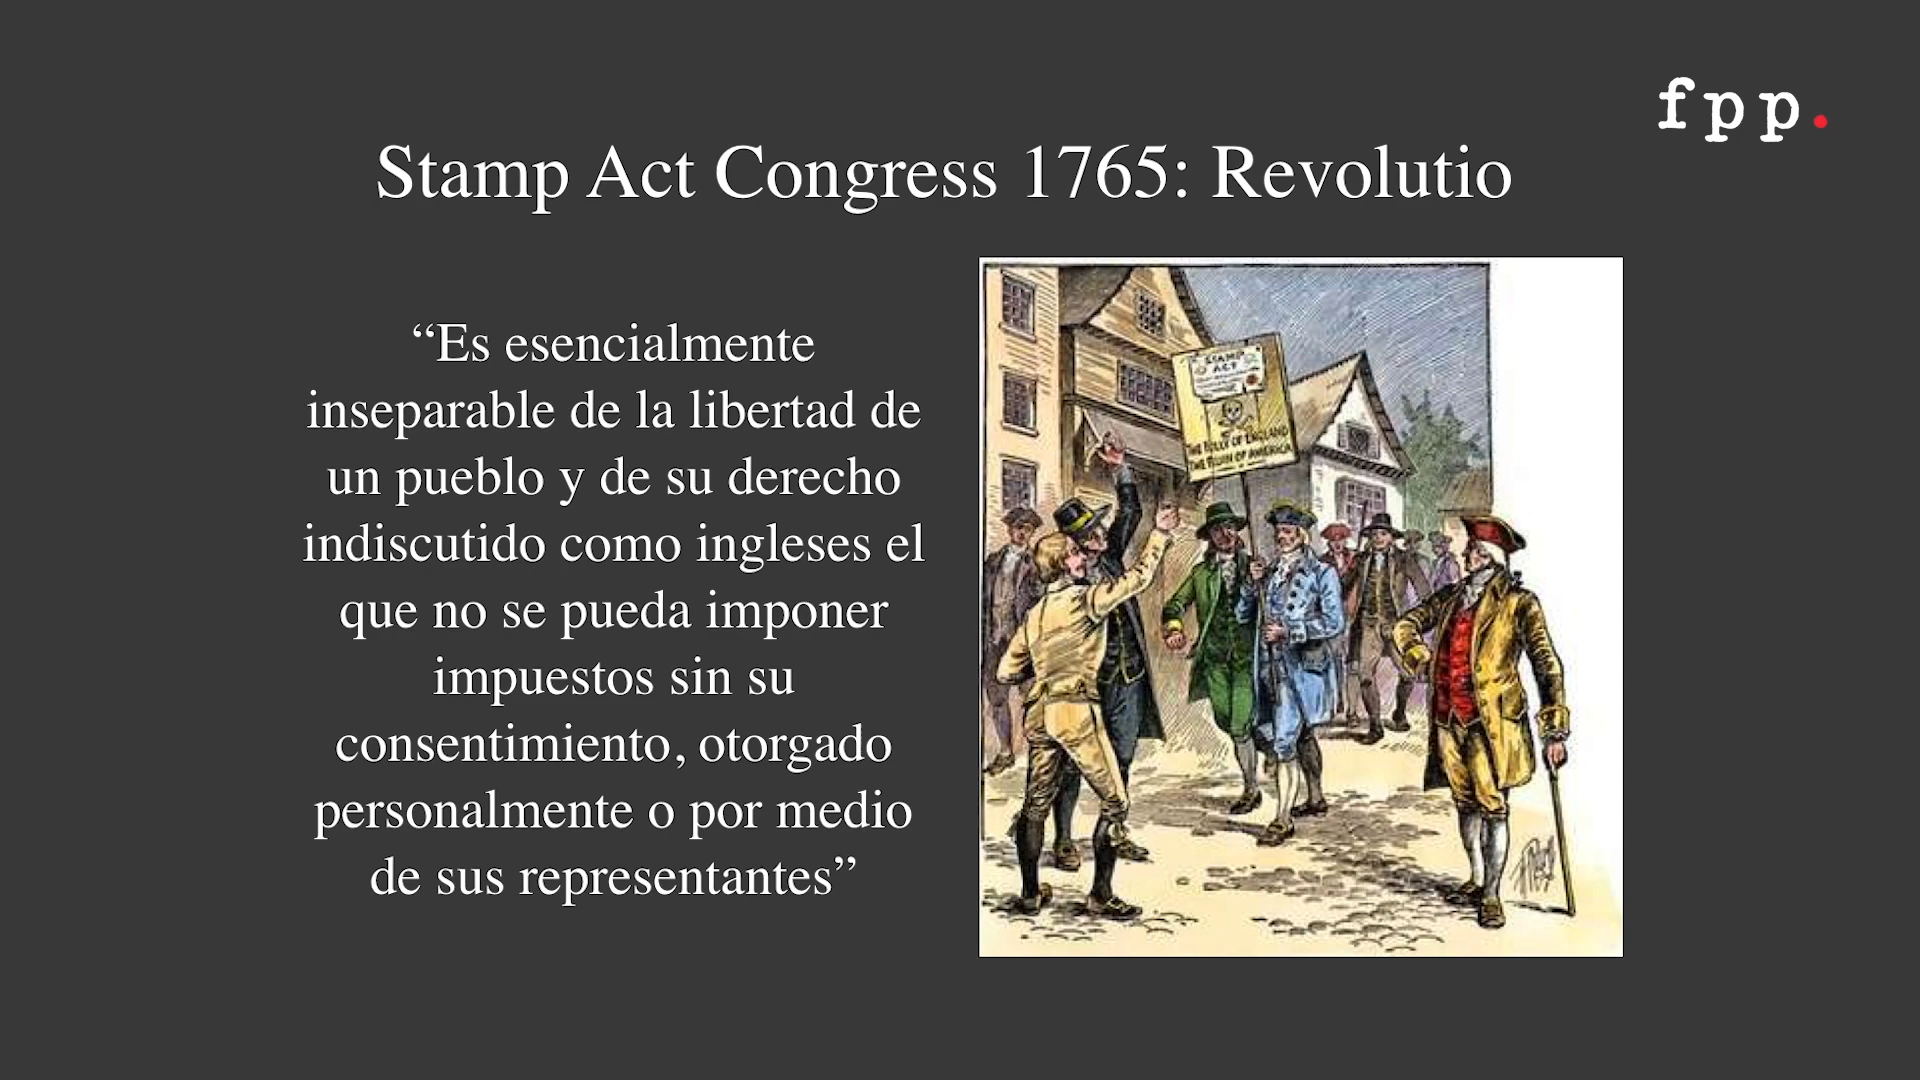 fpp.
Stamp Act Congress 1765: Revolutio
“Es esencialmente
inseparable de la libertad de
un pueblo y de su derecho
indiscutido como ingleses el
que no se pueda imponer
impuestos sin su
consentimiento, otorgado
personalmente o por medio
de sus representantes”
STAMP
ACT
THE FOLLY OF ENGLAND
THE RUIN OF AMERICA